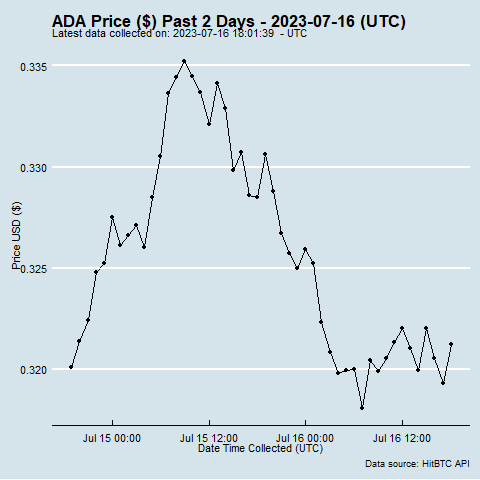 ADA Price ($) Past 2 Days - 2023-07-16 (UTC)
Latest data collected on: 2023-07-16 18:01:39  - UTC
0.335
0.330
0.325
0.320
Price USD ($)
Jul 15 00:00 Jul 15 12:00 Jul 16 00:00 Jul 16 12:00
Date Time Collected (UTC)
Data source: HitBTC API